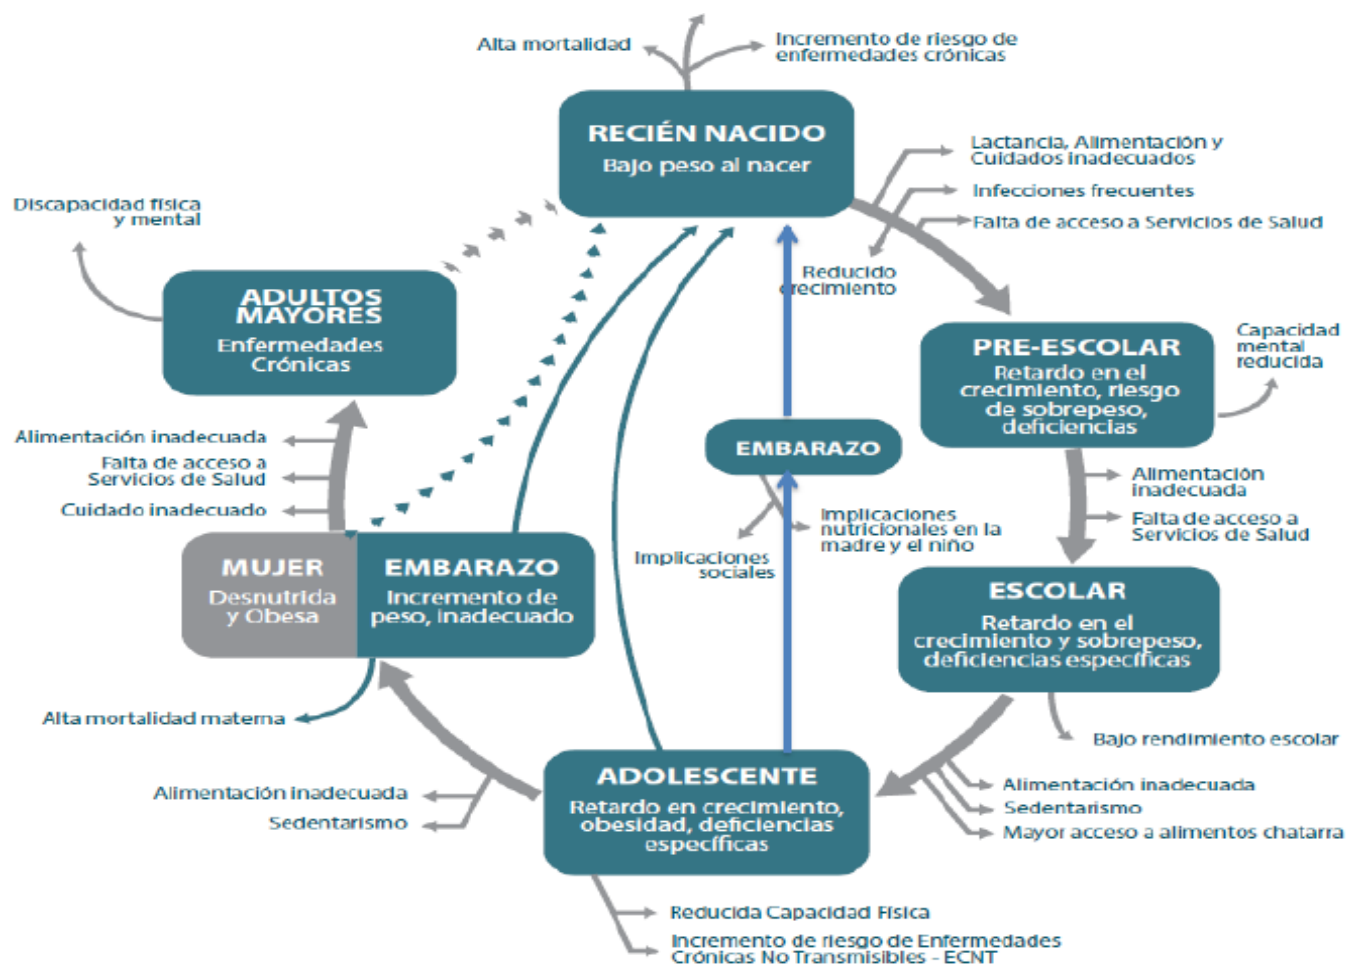 Alta mortalidad
Incremento de riesgo de
enfermedades crónicas
RECIÉN NACIDO
Bajo peso al nacer
Lactancia, Alimentación y
Cuidados inadecuados
Infecciones frecuentes
Falta de acceso a Servicios de Salud
Reducido
crecimiento
Discapacidad física
y mental
ADULTOS
MAYORES
Enfermedades
Crónicas
PRE-ESCOLAR
Retardo en el
crecimiento, riesgo
de sobrepeso,
deficiencias
Capacidad
mental
reducida
Alimentación inadecuada
Falta de acceso a
Servicios de Salud
Cuidado inadecuado
EMBARAZO
Implicaciones
nutricionales en la
madre y el niño
Implicaciones
sociales
Alimentación
inadecuada
Falta de acceso a
Servicios de Salud
MUJER
Desnutrida
y Obesa
EMBARAZO
Incremento de
peso, inadecuado
ESCOLAR
Retardo en el
crecimiento y sobrepeso,
deficiencias específicas
Alta mortalidad materna
Bajo rendimiento escolar
Alimentación inadecuada
Sedentarismo
ADOLESCENTE
Retardo en crecimiento,
obesidad, deficiencias
específicas
Alimentación inadecuada
Sedentarismo
Mayor acceso a alimentos chatarra
Reducida Capacidad Física
Incremento de riesgo de Enfermedades
Crónicas No Transmisibles - ECNT